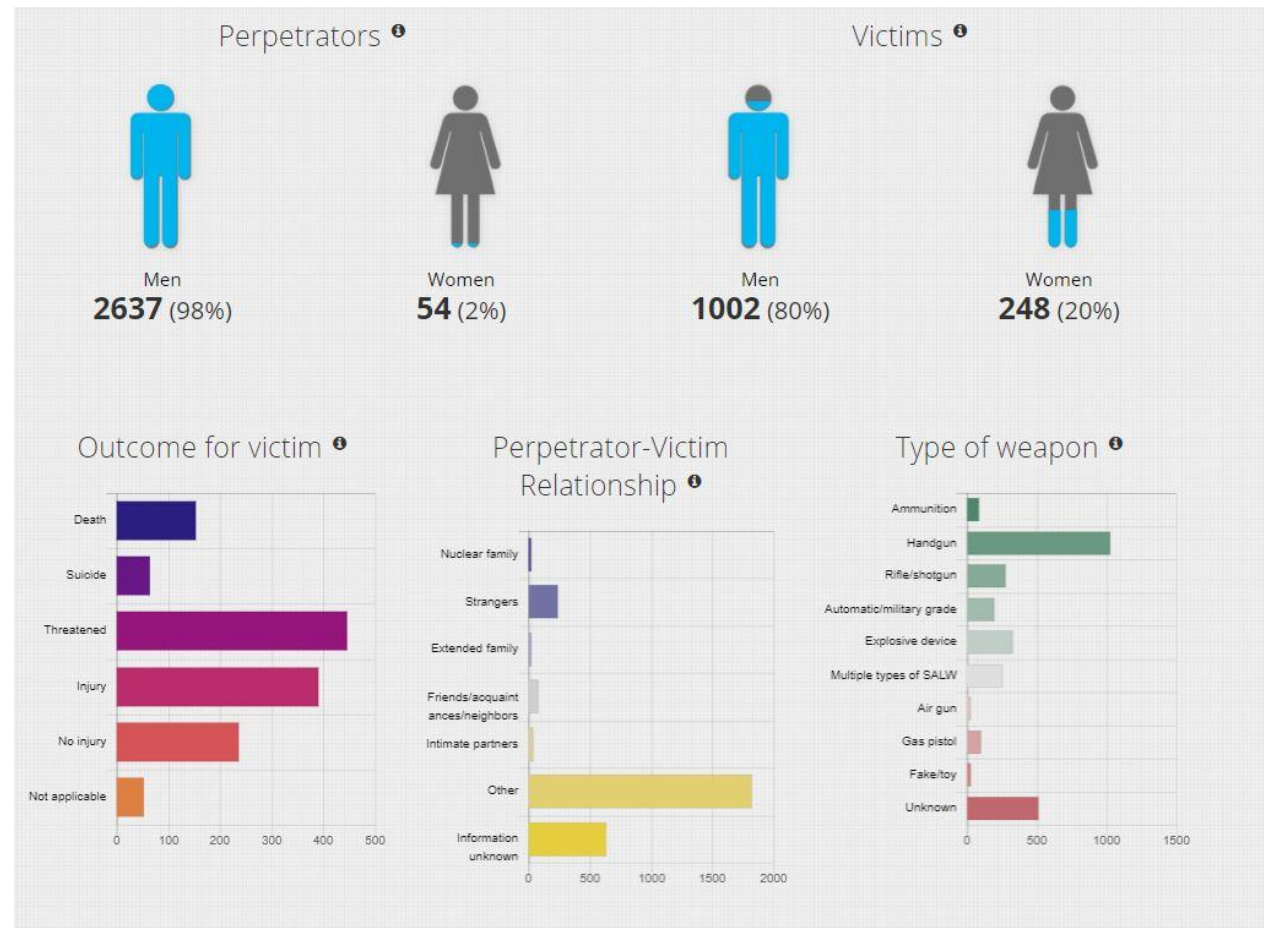 Perpetrators
Victims
Men
2637 (98%)
Women
54 (2%)
Men
1002 (80%)
Women
248 (20%)
Outcome for victim
Death
Suicide
Threatened
Injury
No injury
Not applicable
0 100 200 300 400 500
Perpetrator-Victim
Relationship
Nuclear family
Strangers
Extended family
Friends/acquaint
ances/neighbors
Intimate partners
Other
Information
unknown
0 500 1000 1500 2000
Type of weapon
Ammunition
Handgun
Rifle/shotgun
Automatic/military grade
Explosive device
Multiple types of SALW
Air gun
Gas pistol
Fake/toy
Unknown
0 500 1000 1500